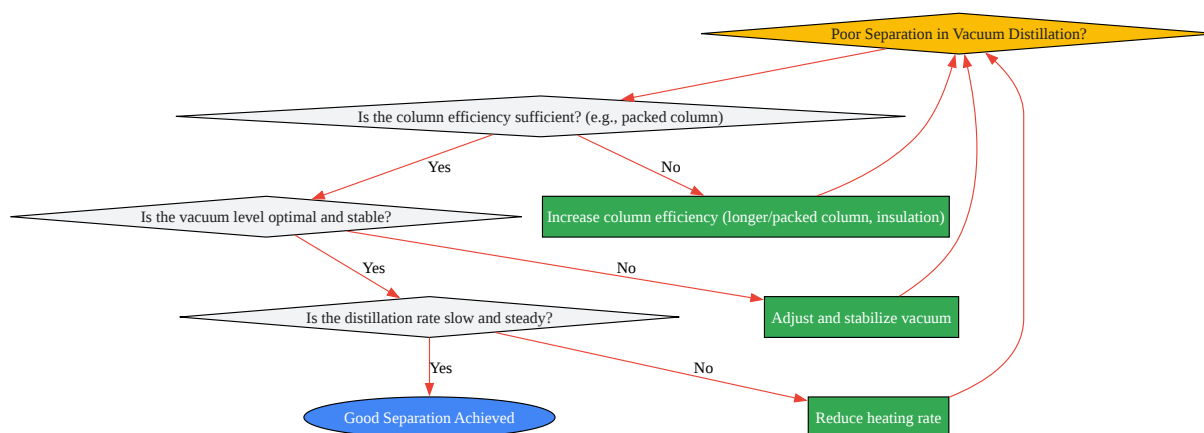 Poor Separation in Vacuum Distillation?
Is the column efficiency sufficient? (e.g., packed column)
Yes
No
Is the vacuum level optimal and stable?
Increase column efficiency (longer/packed column, insulation)
Yes
No
Is the distillation rate slow and steady?
Adjust and stabilize vacuum
Yes
No
Good Separation Achieved
Reduce heating rate